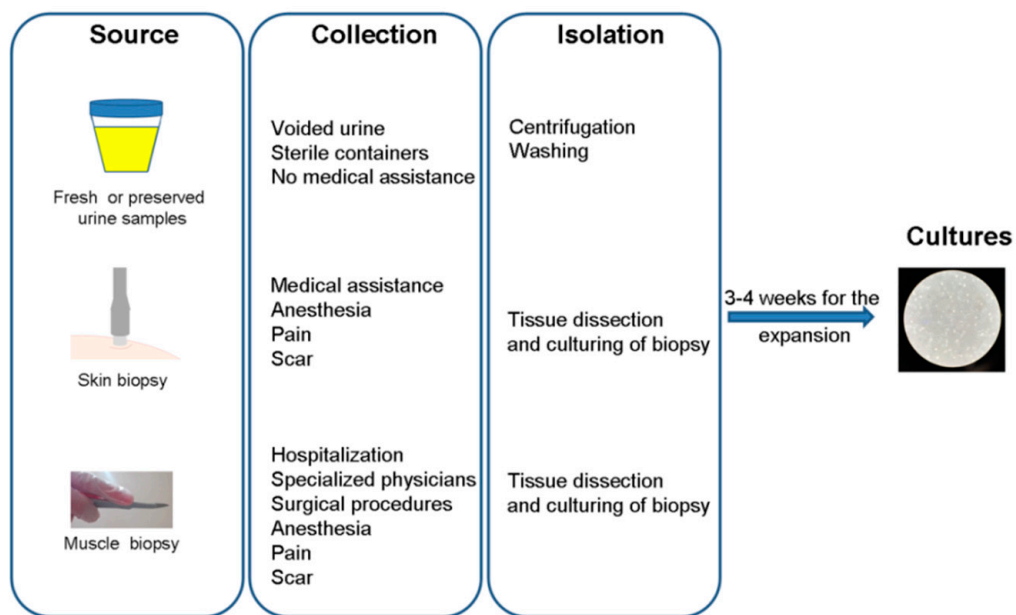 Source
Collection
Isolation
Fresh or preserved
urine samples
Voided urine
Sterile containers
No medical assistance
Centrifugation
Washing
Skin biopsy
Medical assistance
Anesthesia
Pain
Scar
Tissue dissection
and culturing of biopsy
Muscle biopsy
Hospitalization
Specialized physicians
Surgical procedures
Anesthesia
Pain
Scar
Tissue dissection
and culturing of biopsy
3-4 weeks for the
expansion
Cultures